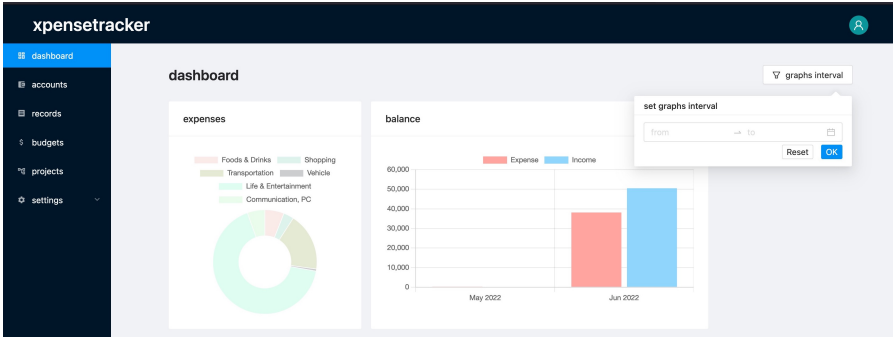 xpensetracker
dashboard
accounts
records
$ budgets
projects
settings
dashboard
graphs interval
set graphs interval
from → to
Reset OK
expenses
Foods & Drinks Shopping
Transportation Vehicle
Life & Entertainment
Communication, PC
balance
Expense Income
60,000
50,000
40,000
30,000
20,000
10,000
0
May 2022 Jun 2022